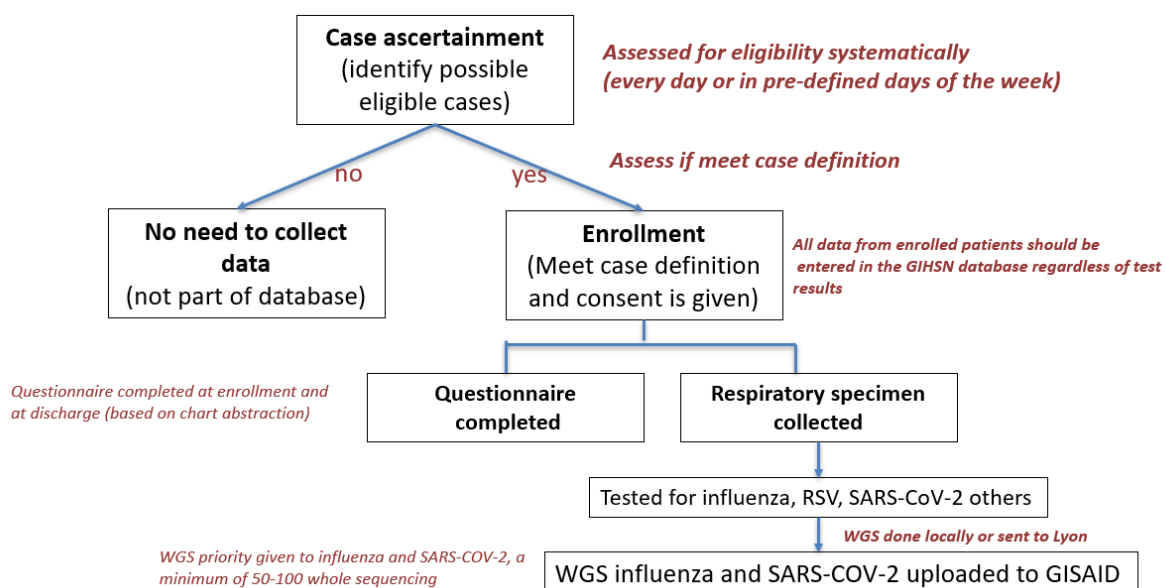 Case ascertainment
(identify possible
eligible cases)
Assessed for eligibility systematically
(every day or in pre-defined days of the week)
Assess if meet case definition
no
yes
No need to collect
data
(not part of database)
Enrollment
(Meet case definition
and consent is given)
All data from enrolled patients should be
entered in the GIHSN database regardless of test
results
Questionnaire completed at enrollment and
at discharge (based on chart abstraction)
Questionnaire
completed
Respiratory specimen
collected
Tested for influenza, RSV, SARS-CoV-2 others
WGS done locally or sent to Lyon
WGS priority given to influenza and SARS-COV-2, a
minimum of 50-100 whole sequencing
WGS influenza and SARS-COV-2 uploaded to GISAID